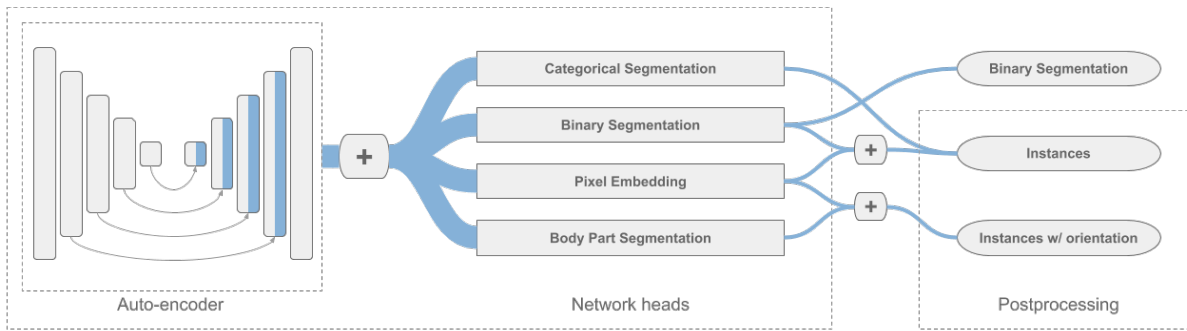 Categorical Segmentation
Binary Segmentation
Pixel Embedding
Body Part Segmentation
+
+
+
Binary Segmentation
Instances
Instances w/ orientation
Auto-encoder
Network heads
Postprocessing